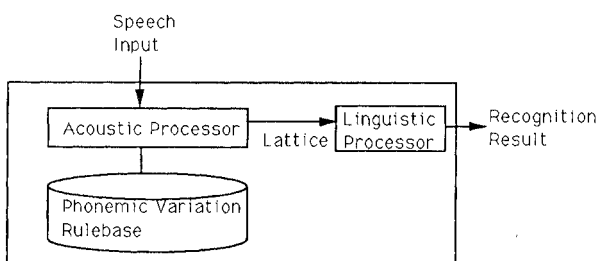 Speech
Input
Acoustic Processor
Lattice
Linguistic
Processor
Recognition
Result
Phonemic Variation
Rulebase